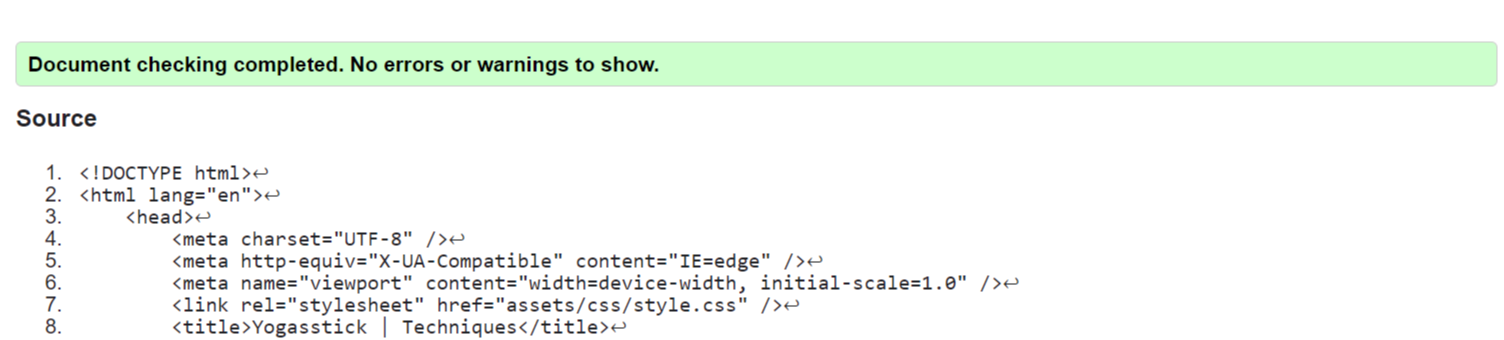 Document checking completed. No errors or warnings to show.
Source
1. <!DOCTYPE html>↩
2. <html lang="en">↩
3.     <head>↩
4.         <meta charset="UTF-8" />↩
5.         <meta http-equiv="X-UA-Compatible" content="IE=edge" />↩
6.         <meta name="viewport" content="width=device-width, initial-scale=1.0" />↩
7.         <link rel="stylesheet" href="assets/css/style.css" />↩
8.         <title>Yogasstick | Techniques</title>↩